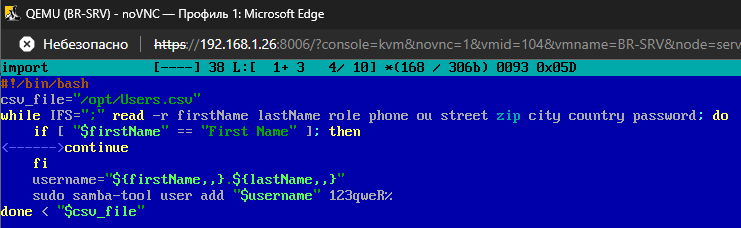 QEMU (BR-SRV) – noVNC — Профиль 1: Microsoft Edge
Небезопасно https://192.168.1.26:8006/?console=kvm&novnc=1&vmid=104&vmname=BR-SRV&node=serv
import [----] 38 L:[ 1+ 3 4/ 10] *(168 / 306b) 0093 0x05D
#!/bin/bash
csv_file="/opt/Users.csv"
while IFS=";" read -r firstName lastName role phone ou street zip city country password; do
if [ "$firstName" == "First Name" ]; then
<------>continue
fi
username="${firstName,,}.${lastName,,}"
sudo samba-tool user add "$username" 123qweR%
done < "$csv_file"